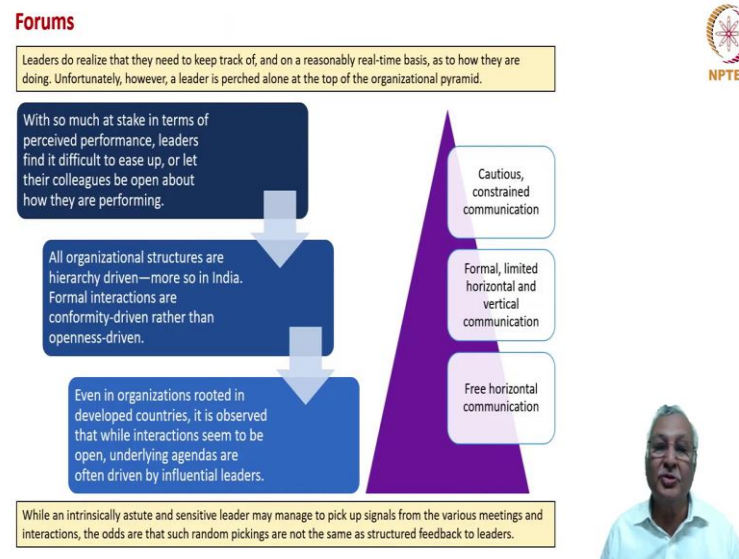 Forums
Leaders do realize that they need to keep track of, and on a reasonably real-time basis, as to how they are
doing. Unfortunately, however, a leader is perched alone at the top of the organizational pyramid.
With so much at stake in terms of
perceived performance, leaders
find it difficult to ease up, or let
their colleagues be open about
how they are performing.
All organizational structures are
hierarchy driven—more so in India.
Formal interactions are
conformity-driven rather than
openness-driven.
Even in organizations rooted in
developed countries, it is observed
that while interactions seem to be
open, underlying agendas are
often driven by influential leaders.
Cautious,
constrained
communication
Formal, limited
horizontal and
vertical
communication
Free horizontal
communication
While an intrinsically astute and sensitive leader may manage to pick up signals from the various meetings and
interactions, the odds are that such random pickings are not the same as structured feedback to leaders.
NPTE